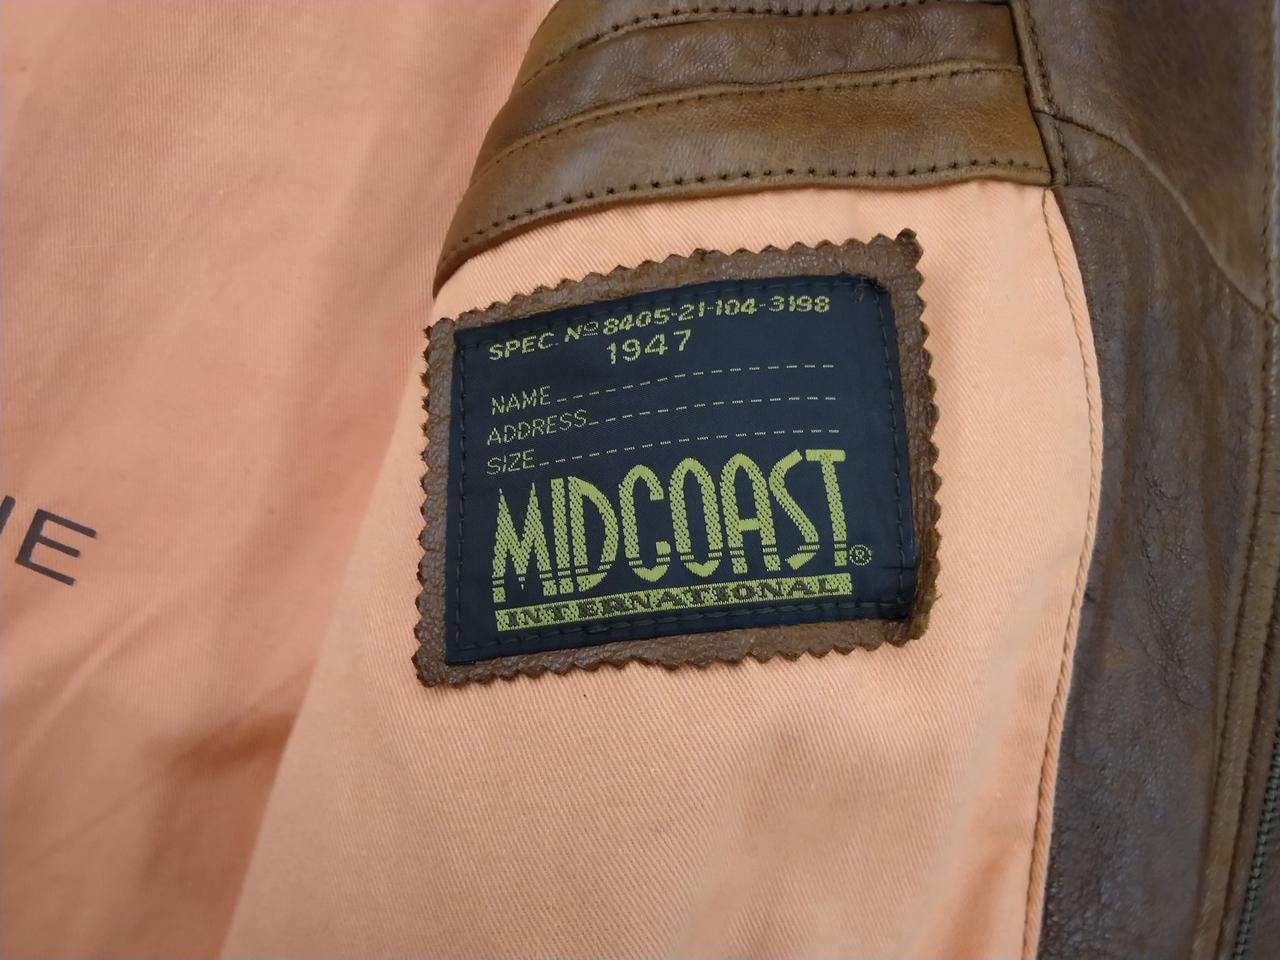 SPEC. Nº 8405-21-104-3198
1947
NAME
ADDRESS
SIZE
MIDCOAST®
INTERNATIONAL
E